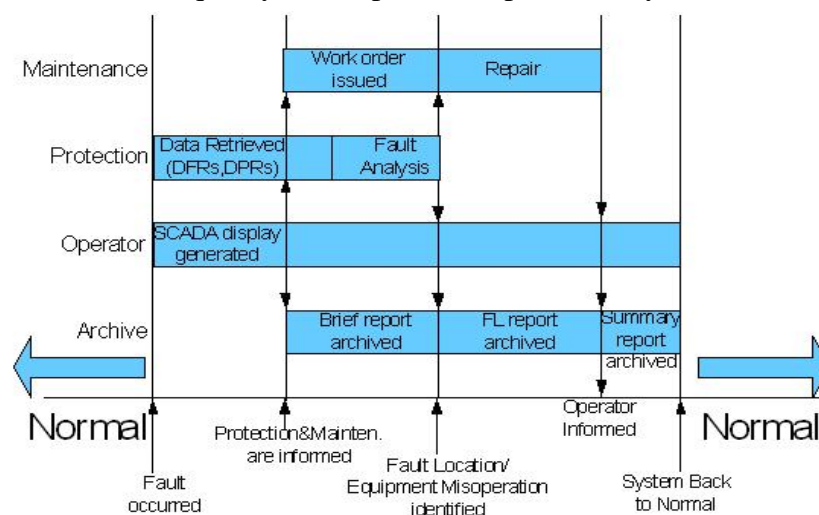 Maintenance
Work order
issued
Repair
Protection
Data Retrieved
(DFRs,DPRs)
Fault
Analysis
Operator
SCADA display
generated
Archive
Brief report
archived
FL report
archived
Summary
report
archived
Normal
Normal
Fault
occurred
Protection&Mainten.
are informed
Fault Location/
Equipment Misoperation
identified
Operator
Informed
System Back
to Normal